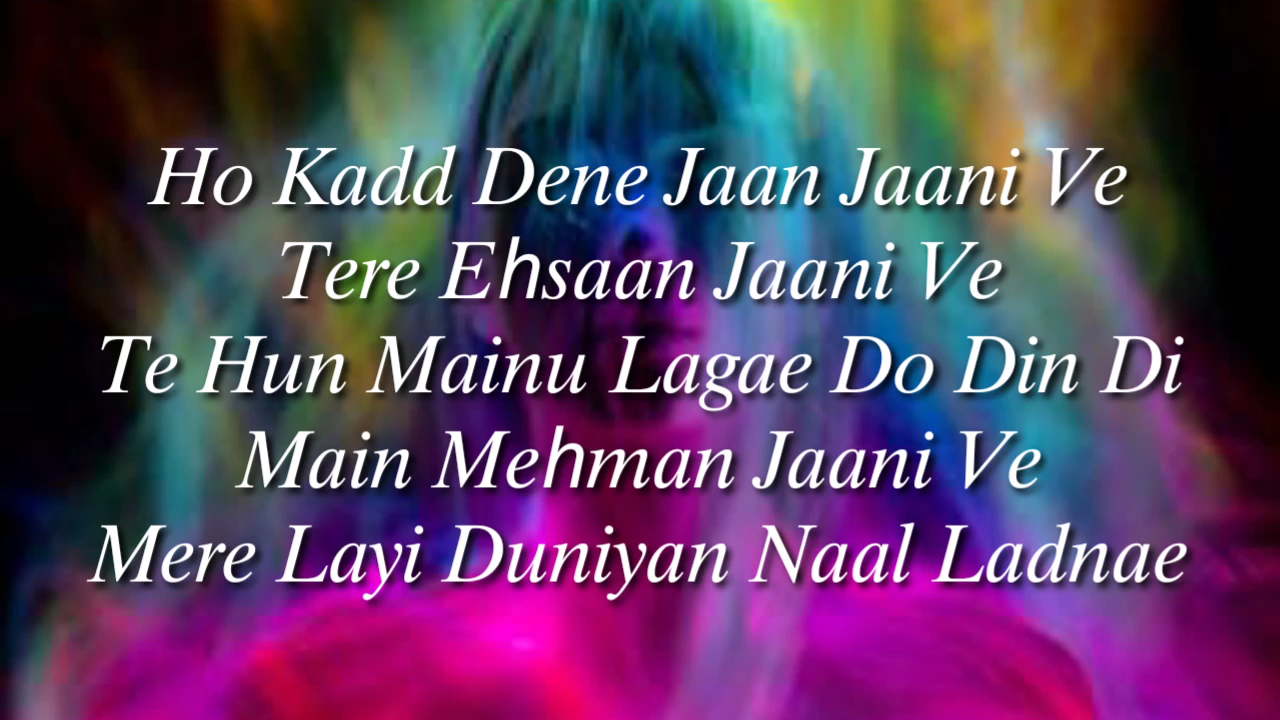 Ho Kadd Dene Jaan Jaani Ve
Tere Ehsaan Jaani Ve
Te Hun Mainu Lagae Do Din Di
Main Mehman Jaani Ve
Mere Layi Duniyan Naal Ladnae